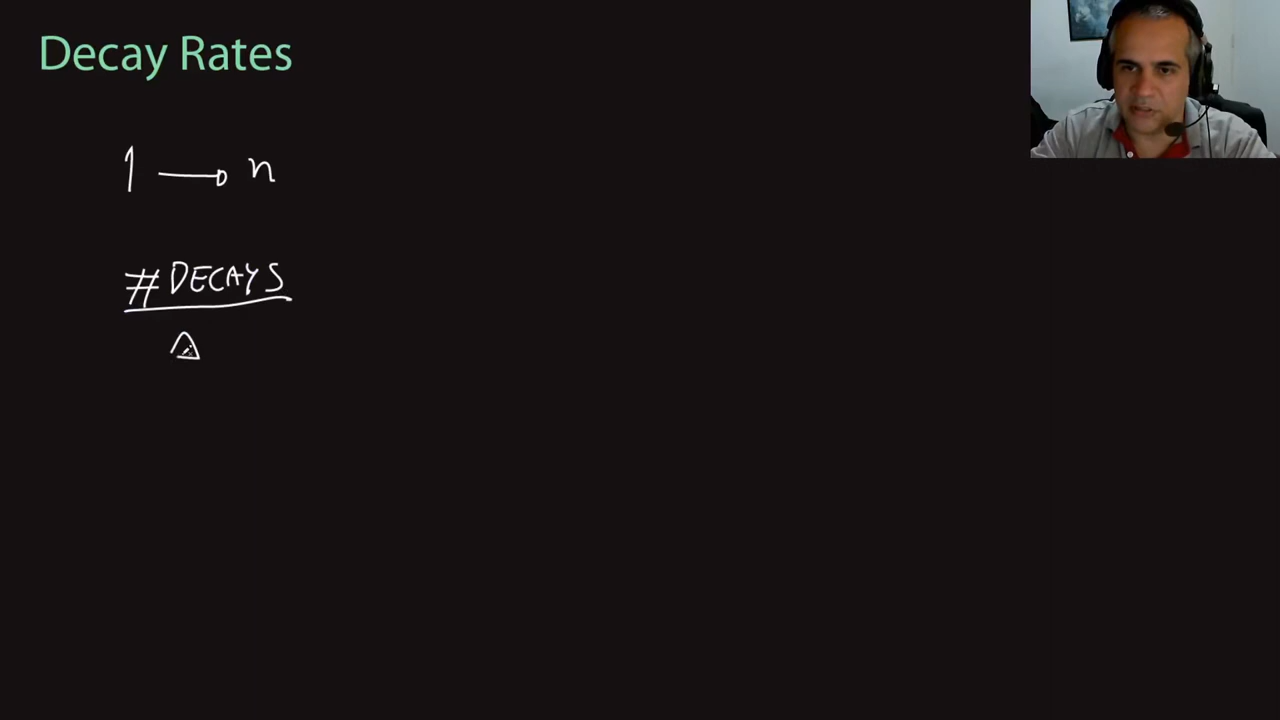 Decay Rates
1 → n
#DECAYS
Δ